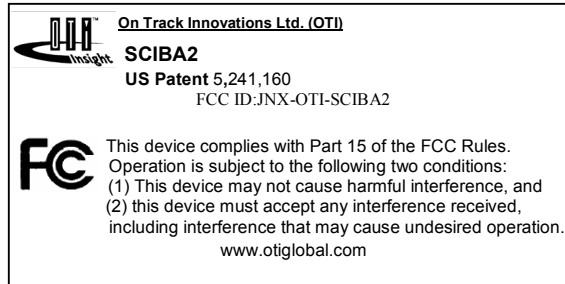 OTI™
Insight
On Track Innovations Ltd. (OTI)
SCIBA2
US Patent 5,241,160
FCC ID:JNX-OTI-SCIBA2
FC
This device complies with Part 15 of the FCC Rules.
Operation is subject to the following two conditions:
(1) This device may not cause harmful interference, and
(2) this device must accept any interference received,
including interference that may cause undesired operation.
www.otiglobal.com